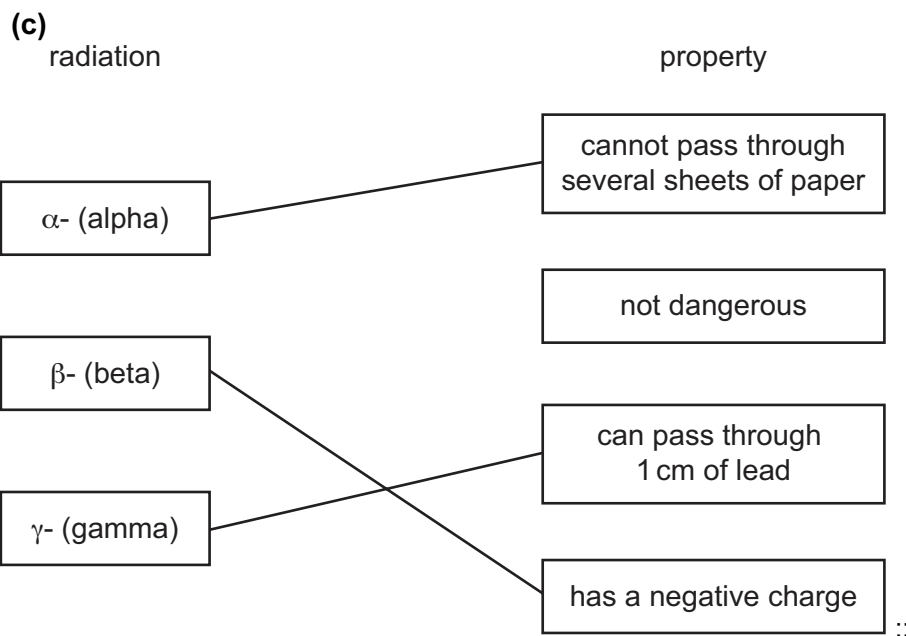 (c)
radiation
property
cannot pass through
several sheets of paper
α- (alpha)
not dangerous
β- (beta)
can pass through
1 cm of lead
γ- (gamma)
has a negative charge